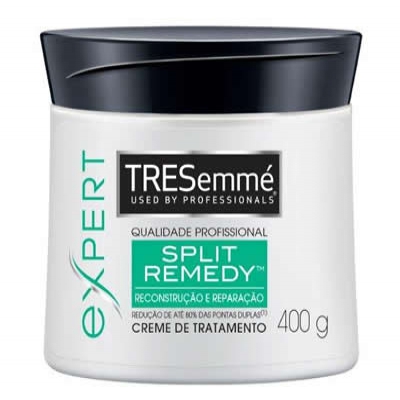 eXPERT
TRESemmé
USED BY PROFESSIONALS
QUALIDADE PROFISSIONAL
SPLIT
REMEDY™
RECONSTRUÇÃO E REPARAÇÃO
REDUÇÃO DE ATÉ 80% DAS PONTAS DUPLAS(1)
CREME DE TRATAMENTO
400 g